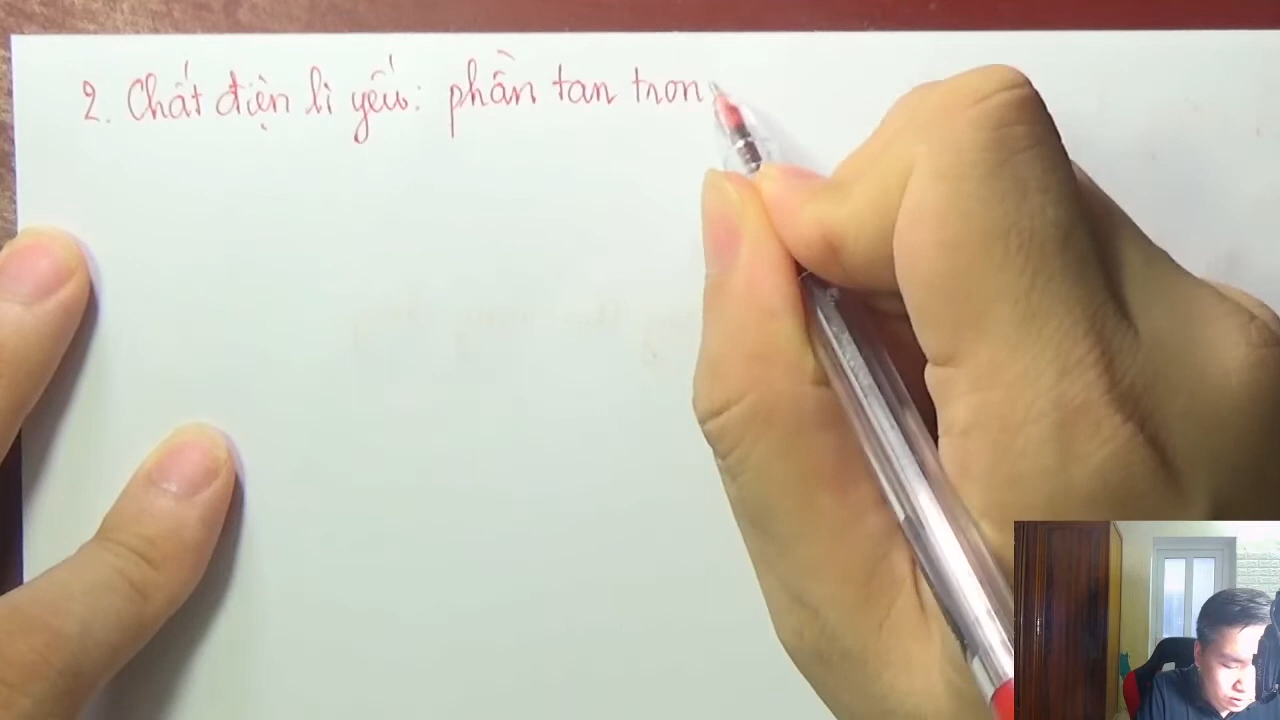 2. Chất điện li yếu: phần tan tron